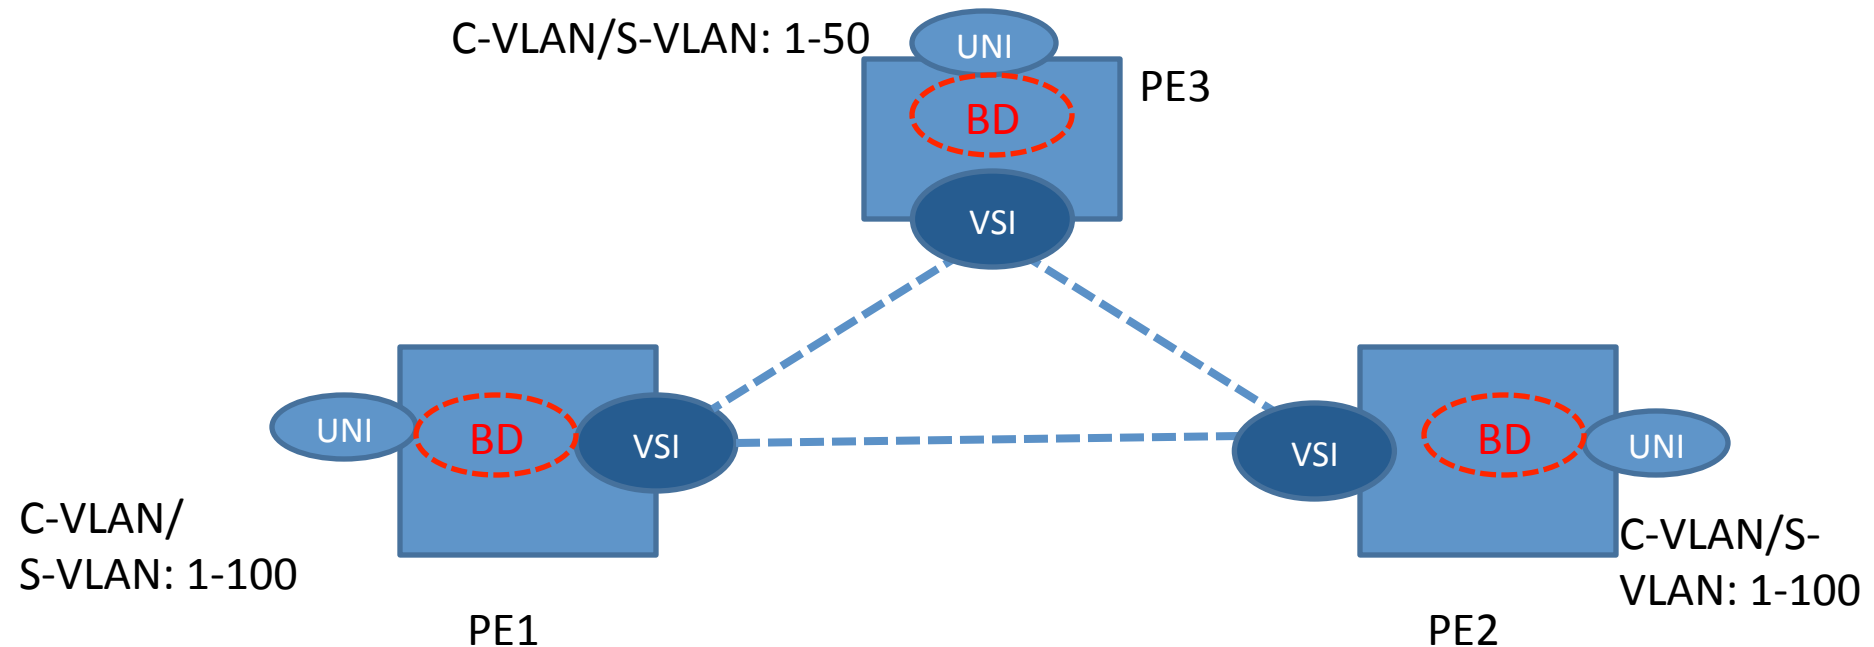 C-VLAN/S-VLAN: 1-50
UNI
PE3
BD
VSI
UNI
BD
VSI
C-VLAN/
S-VLAN: 1-100
PE1
VSI
BD
UNI
C-VLAN/S-
VLAN: 1-100
PE2